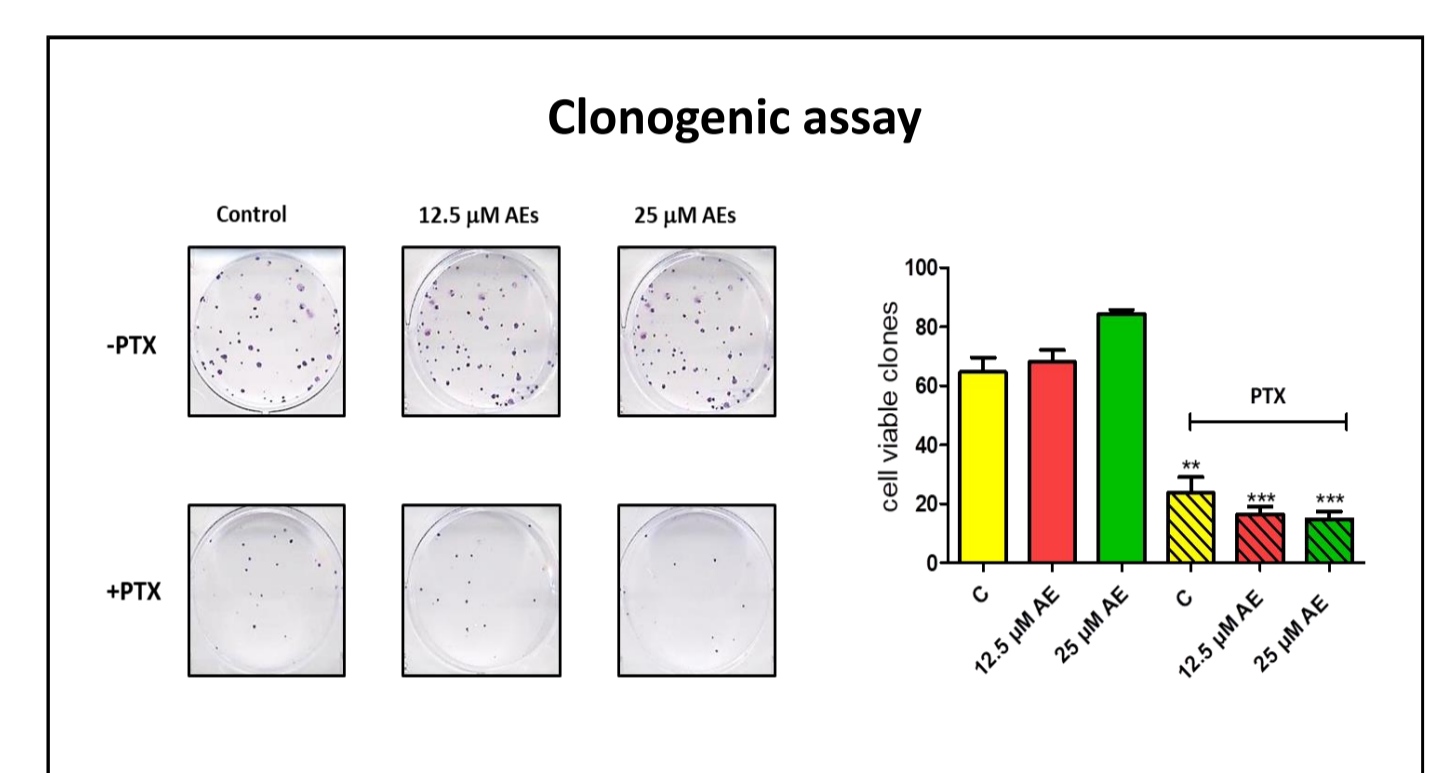 Clonogenic assay
Control
12.5 µM AEs
25 µM AEs
-PTX
+PTX
cell viable clones
100
80
60
40
20
0
PTX
**
***
***
C
12.5 µM AE
25 µM AE
C
12.5 µM AE
25 µM AE